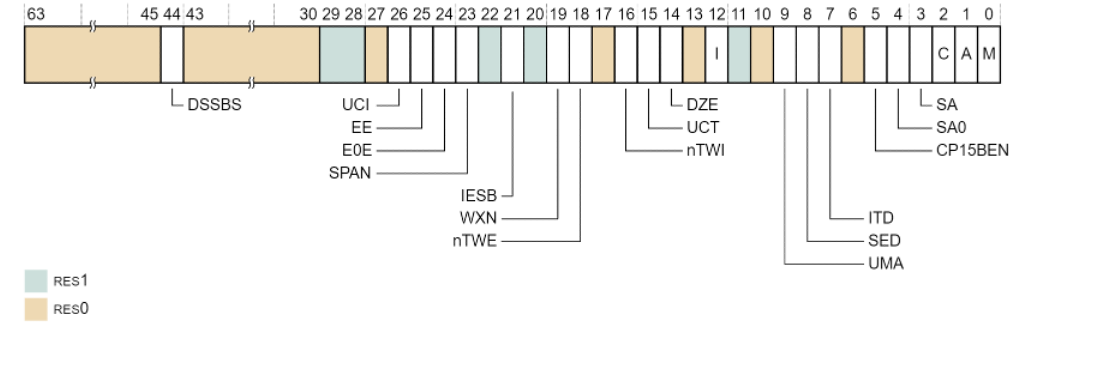 63 45 44 43 30 29 28 27 26 25 24 23 22 21 20 19 18 17 16 15 14 13 12 11 10 9 8 7 6 5 4 3 2 1 0
I C A M
DSSBS UCI DZE SA
EE UCT SA0
E0E nTWI CP15BEN
SPAN
IESB
WXN ITD
nTWE SED
UMA
RES1
RES0